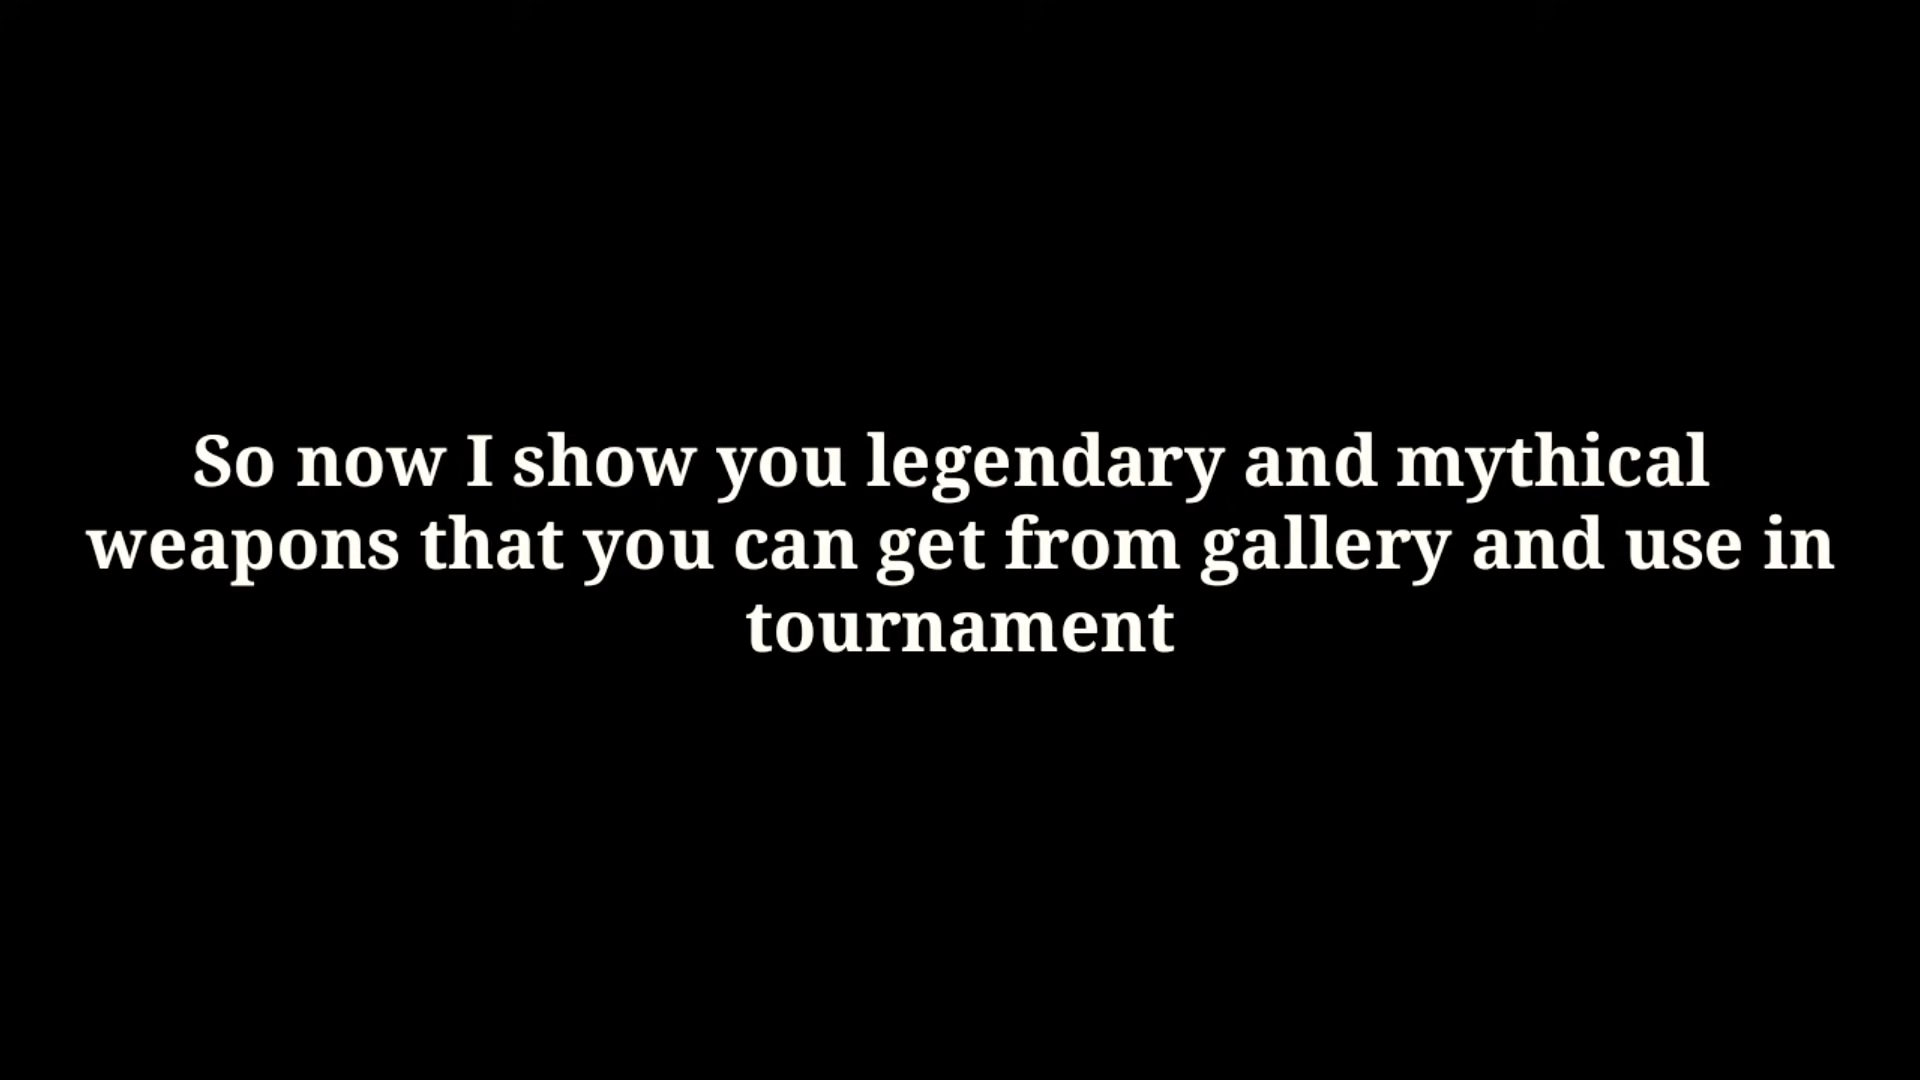 So now I show you legendary and mythical
weapons that you can get from gallery and use in
tournament